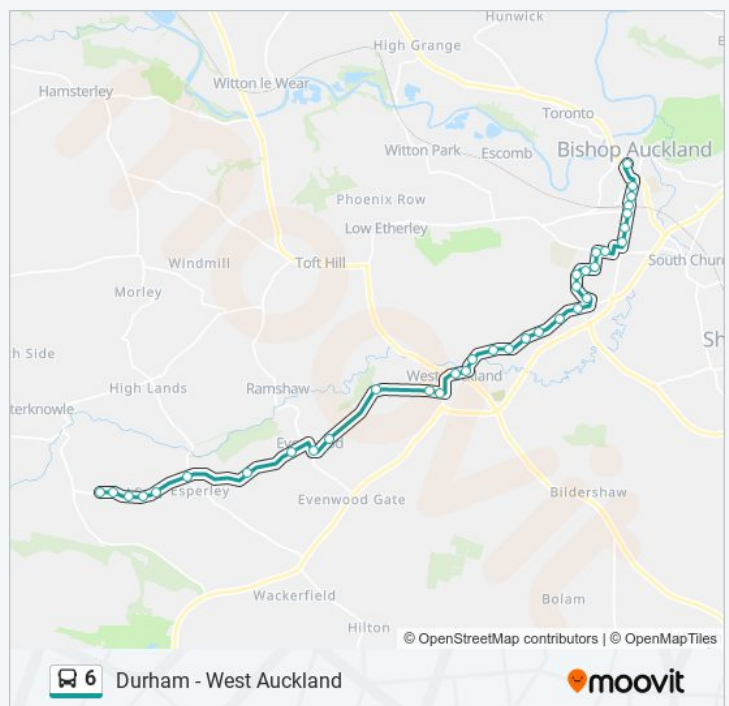 Hunwick
High Grange
Witton le Wear
Hamsterley
Toronto
Bishop Auckland
Witton Park
Escomb
Phoenix Row
Low Etherley
Windmill
Toft Hill
South Churc
Morley
Sh
h Side
West Auckland
High Lands
Ramshaw
terknowle
Evenwood
Esperley
Evenwood Gate
Bildershaw
Wackerfield
Bolam
Hilton
© OpenStreetMap contributors | © OpenMapTiles
6 Durham - West Auckland
moovit